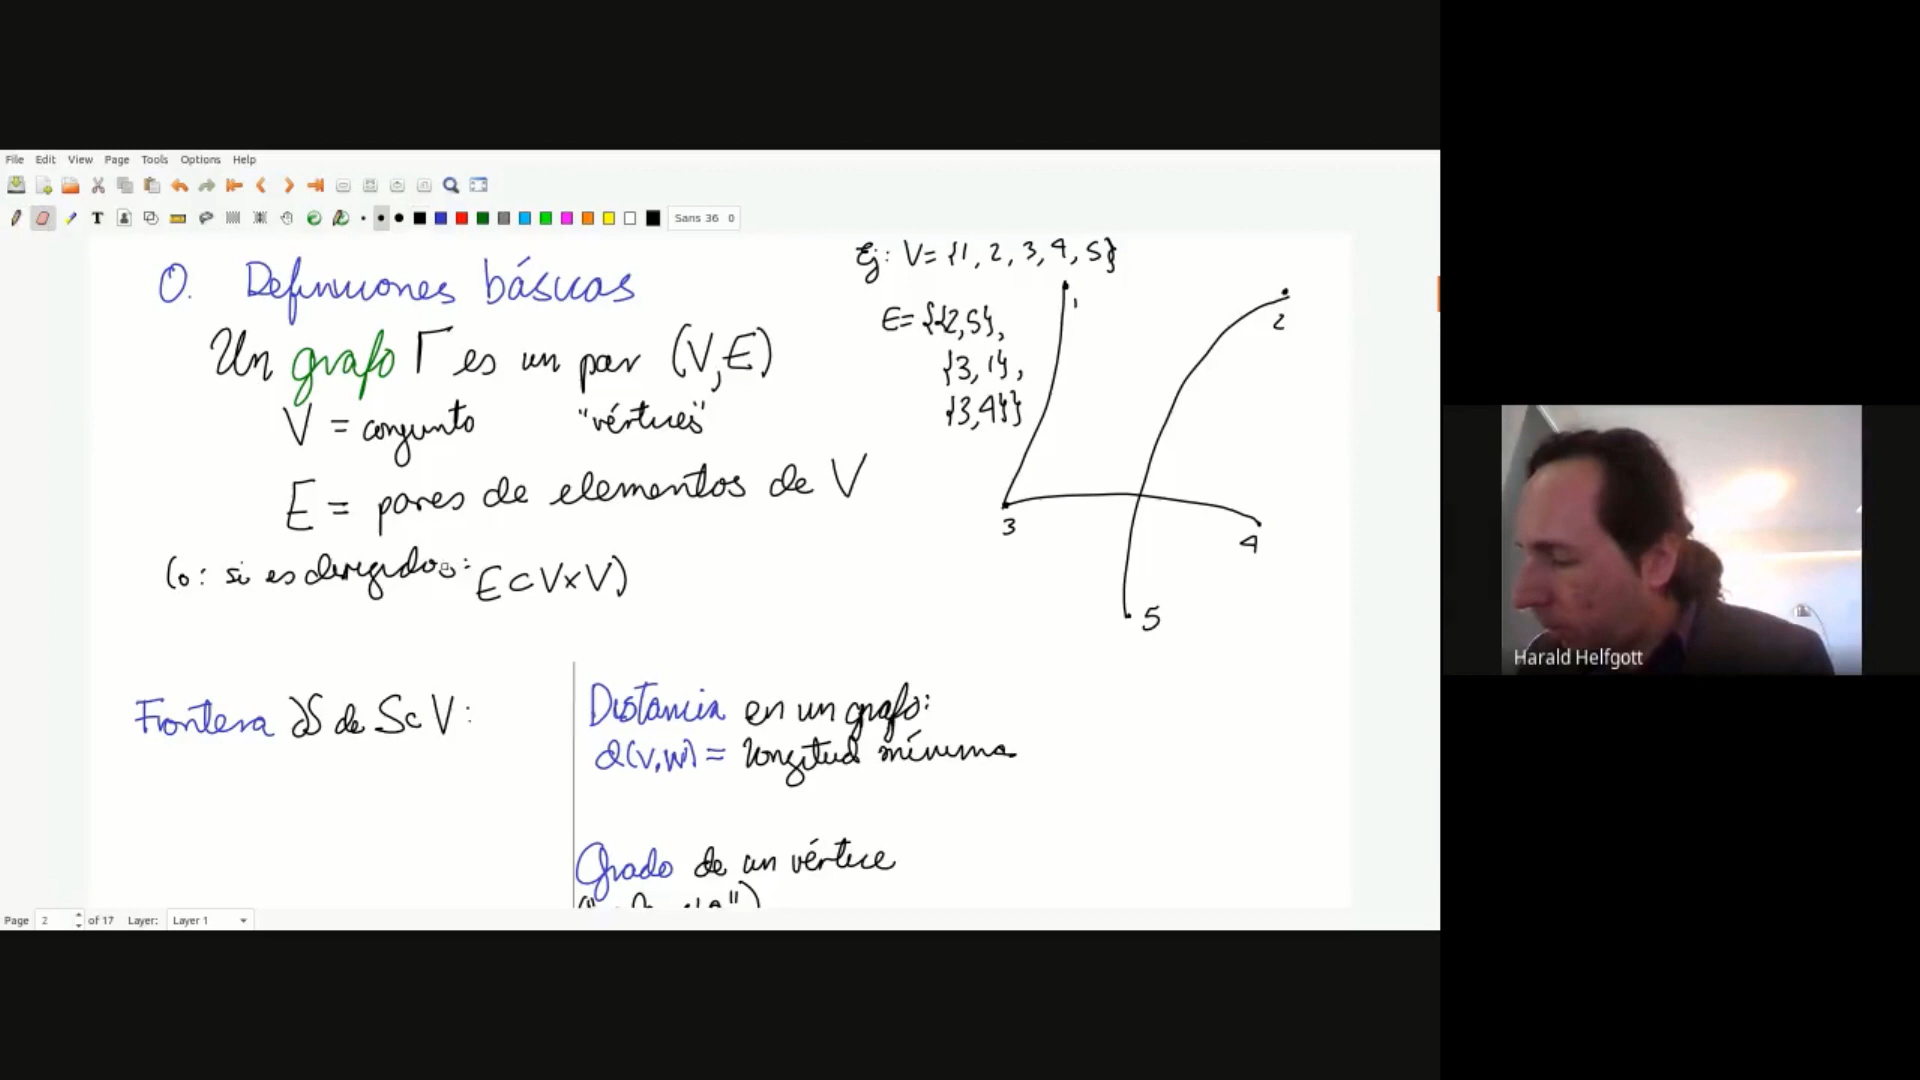 File Edit View Page Tools Options Help
Sans 36 0
0. Definiciones básicas
Un grafo Γ es un par (V,E)
V = conjunto "vértices"
E = pares de elementos de V
(o: si es dirigido: E⊂V×V)
Ej: V={1, 2, 3, 4, 5}
E={{2,5},
{3,1},
{3,4}}
1
2
3
4
5
Frontera ∂S de S⊂V:
Distancia en un grafo:
d(v,w) = longitud mínima
Grado de un vértice
Page 2 of 17 Layer: Layer 1
Harald Helfgott